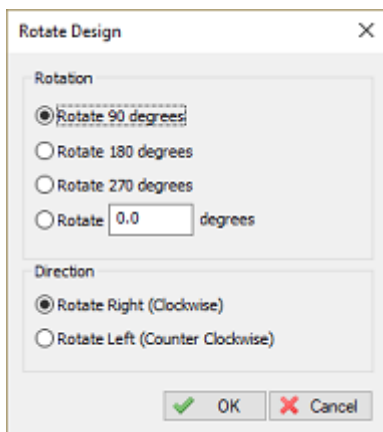 Rotate Design
Rotation
Rotate 90 degrees
Rotate 180 degrees
Rotate 270 degrees
Rotate 0.0 degrees
Direction
Rotate Right (Clockwise)
Rotate Left (Counter Clockwise)
OK Cancel